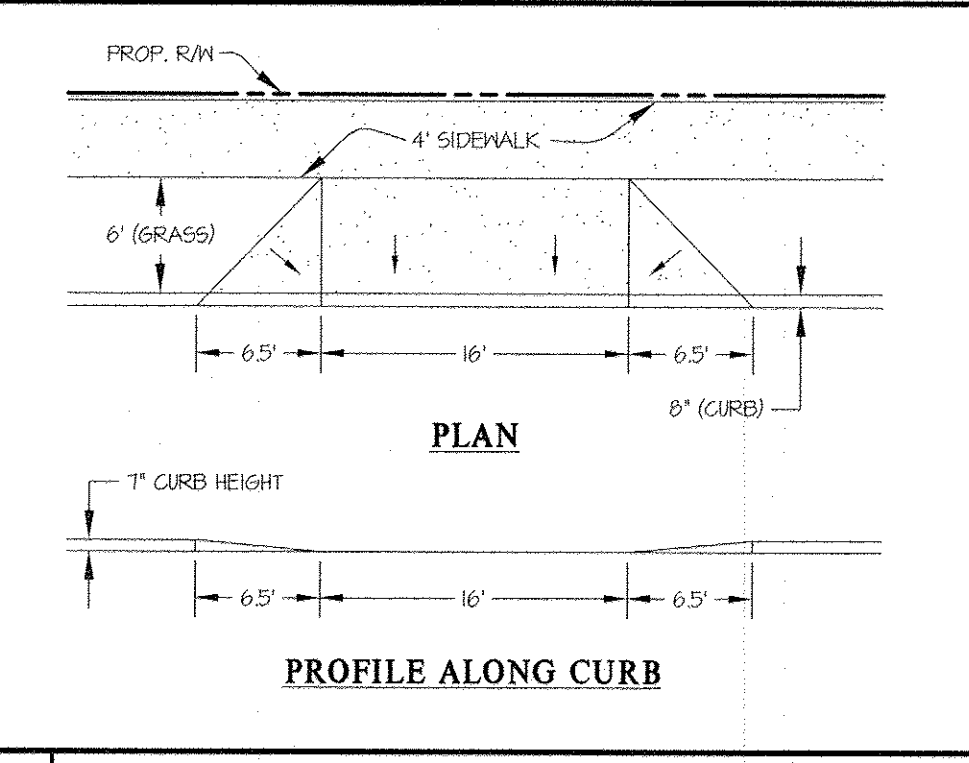 PROP. R/W
4' SIDEWALK
6' (GRASS)
6.5'
16'
6.5'
8" (CURB)
PLAN
7" CURB HEIGHT
6.5'
16'
6.5'
PROFILE ALONG CURB